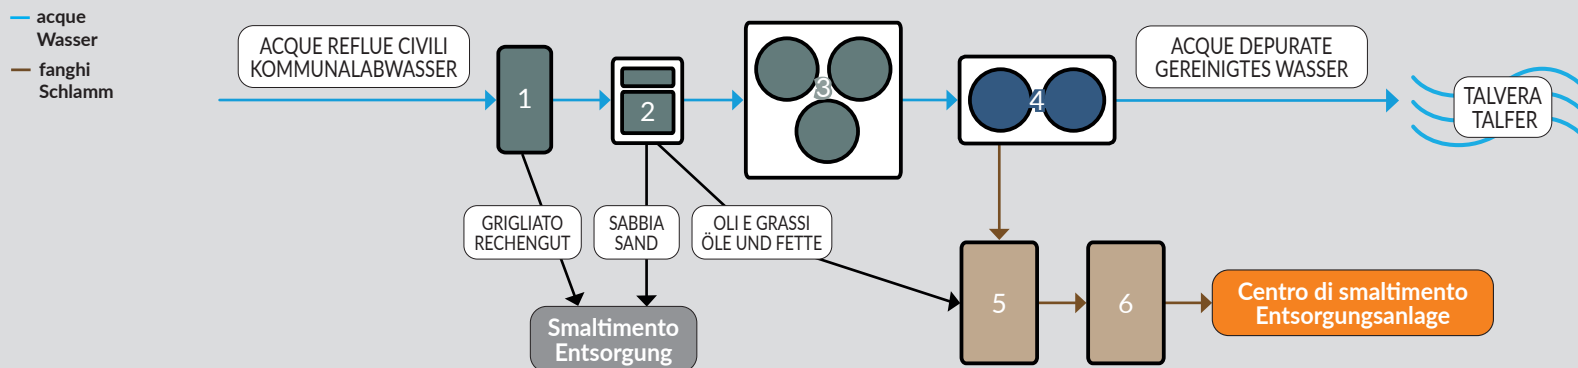 acque
Wasser
fanghi
Schlamm
ACQUE REFLUE CIVILI
KOMMUNALABWASSER
1
2
3
4
ACQUE DEPURATE
GEREINIGTES WASSER
TALVERA
TALFER
GRIGLIATO
RECHENGUT
SABBIA
SAND
OLI E GRASSI
ÖLE UND FETTE
Smaltimento
Entsorgung
5
6
Centro di smaltimento
Entsorgungsanlage